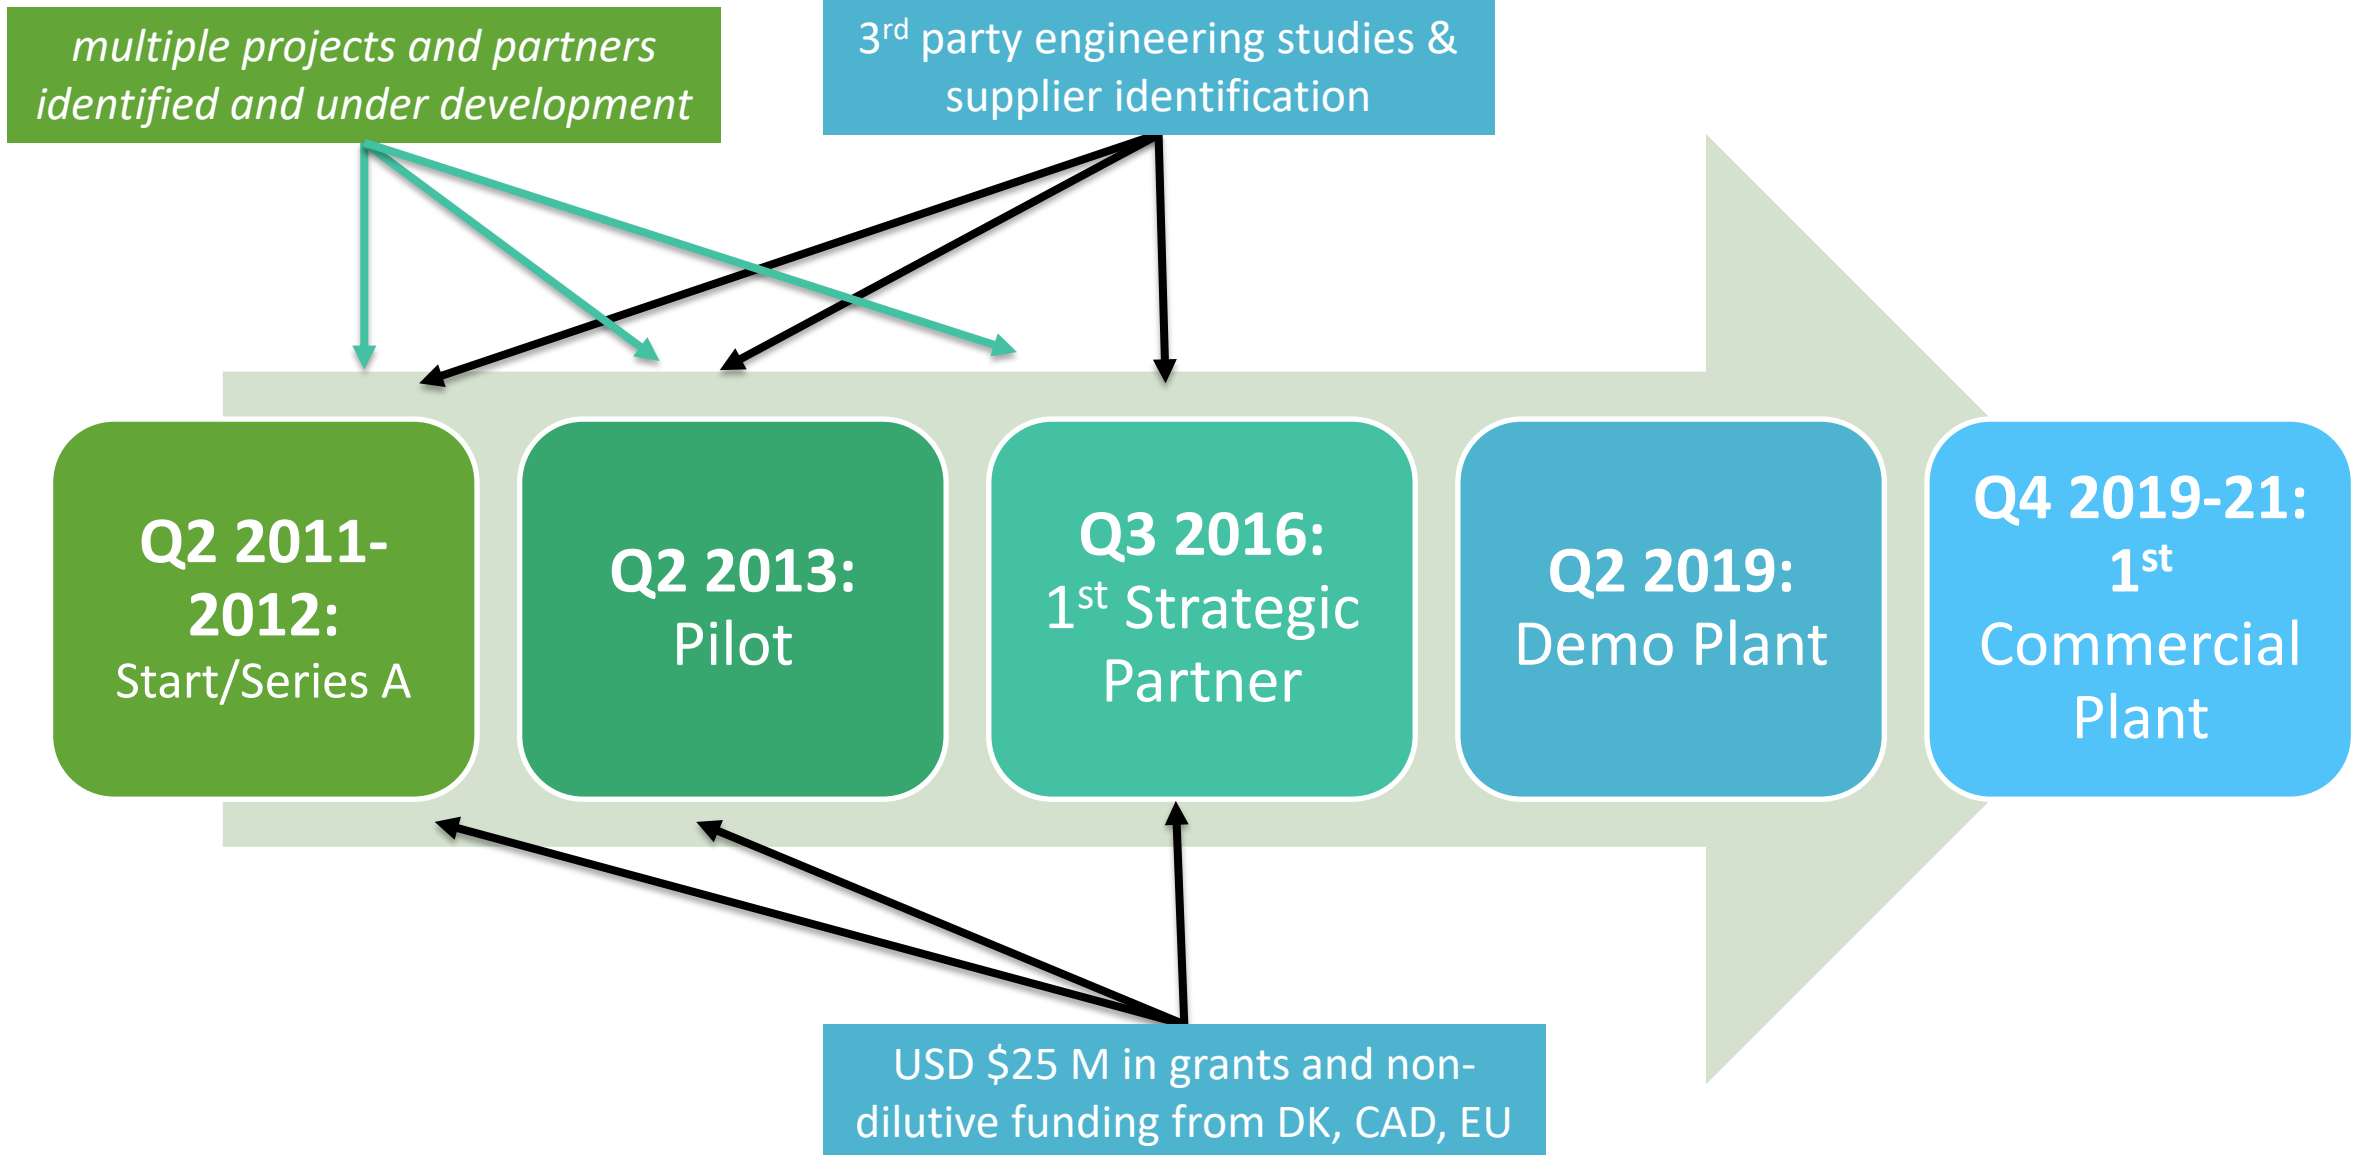 multiple projects and partners
identified and under development
3rd party engineering studies &
supplier identification
Q2 2011-
2012:
Start/Series A
Q2 2013:
Pilot
Q3 2016:
1st Strategic
Partner
Q2 2019:
Demo Plant
Q4 2019-21:
1st
Commercial
Plant
USD $25 M in grants and non-
dilutive funding from DK, CAD, EU